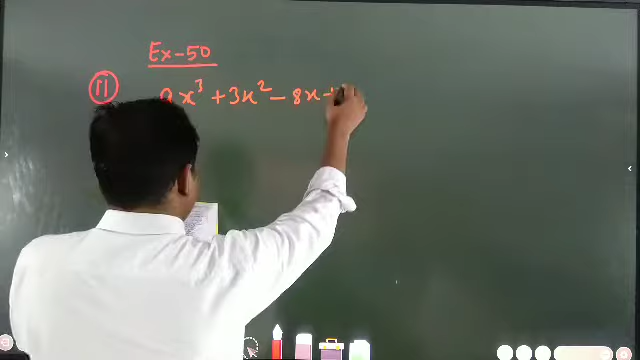 Ex-50
11 x³ + 3x² - 8x